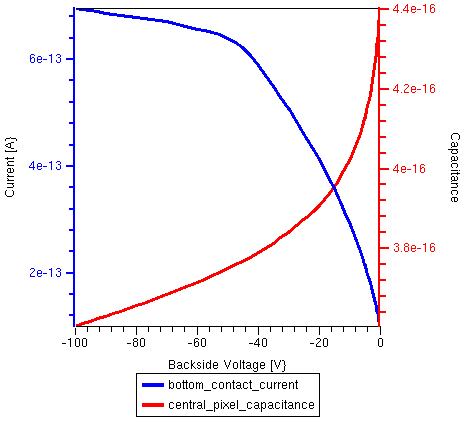 4.4e-16
6e-13
4.2e-16
Current [A]
4e-13
4e-16
Capacitance
3.8e-16
2e-13
-100 -80 -60 -40 -20 0
Backside Voltage [V]
bottom_contact_current
central_pixel_capacitance